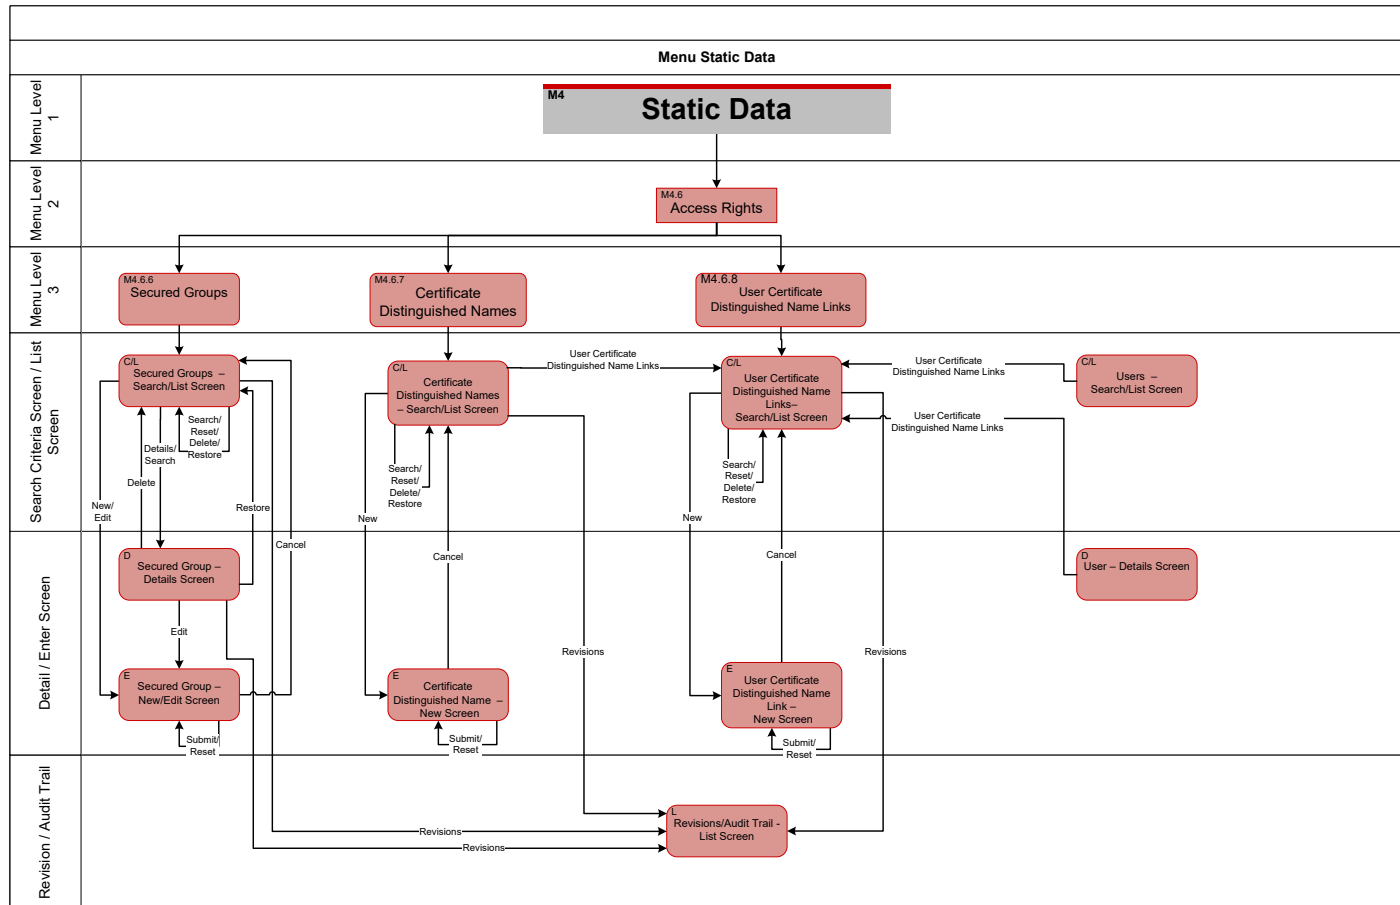 Menu Static Data
Menu Level
1
M4
Static Data
Menu Level
2
M4.6
Access Rights
Menu Level
3
M4.6.6
Secured Groups
M4.6.7
Certificate
Distinguished Names
M4.6.8
User Certificate
Distinguished Name Links
Search Criteria Screen / List
Screen
C/L
Secured Groups –
Search/List Screen
C/L
Certificate
Distinguished Names
– Search/List Screen
User Certificate
Distinguished Name Links
C/L
User Certificate
Distinguished Name
Links–
Search/List Screen
User Certificate
Distinguished Name Links
C/L
Users –
Search/List Screen
User Certificate
Distinguished Name Links
Search/
Reset/
Delete/
Restore
Details/
Search
Delete
New/
Edit
Restore
Cancel
Search/
Reset/
Delete/
Restore
New
Cancel
Search/
Reset/
Delete/
Restore
New
Cancel
Detail / Enter Screen
D
Secured Group –
Details Screen
D
User – Details Screen
Edit
Revisions
Revisions
E
Secured Group –
New/Edit Screen
E
Certificate
Distinguished Name –
New Screen
E
User Certificate
Distinguished Name
Link –
New Screen
Submit/
Reset
Submit/
Reset
Submit/
Reset
Revision / Audit Trail
L
Revisions/Audit Trail -
List Screen
Revisions
Revisions